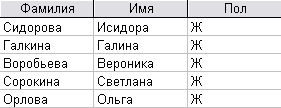 Фамилия Имя Пол
Сидорова Исидора Ж
Галкина Галина Ж
Воробьева Вероника Ж
Сорокина Светлана Ж
Орлова Ольга Ж